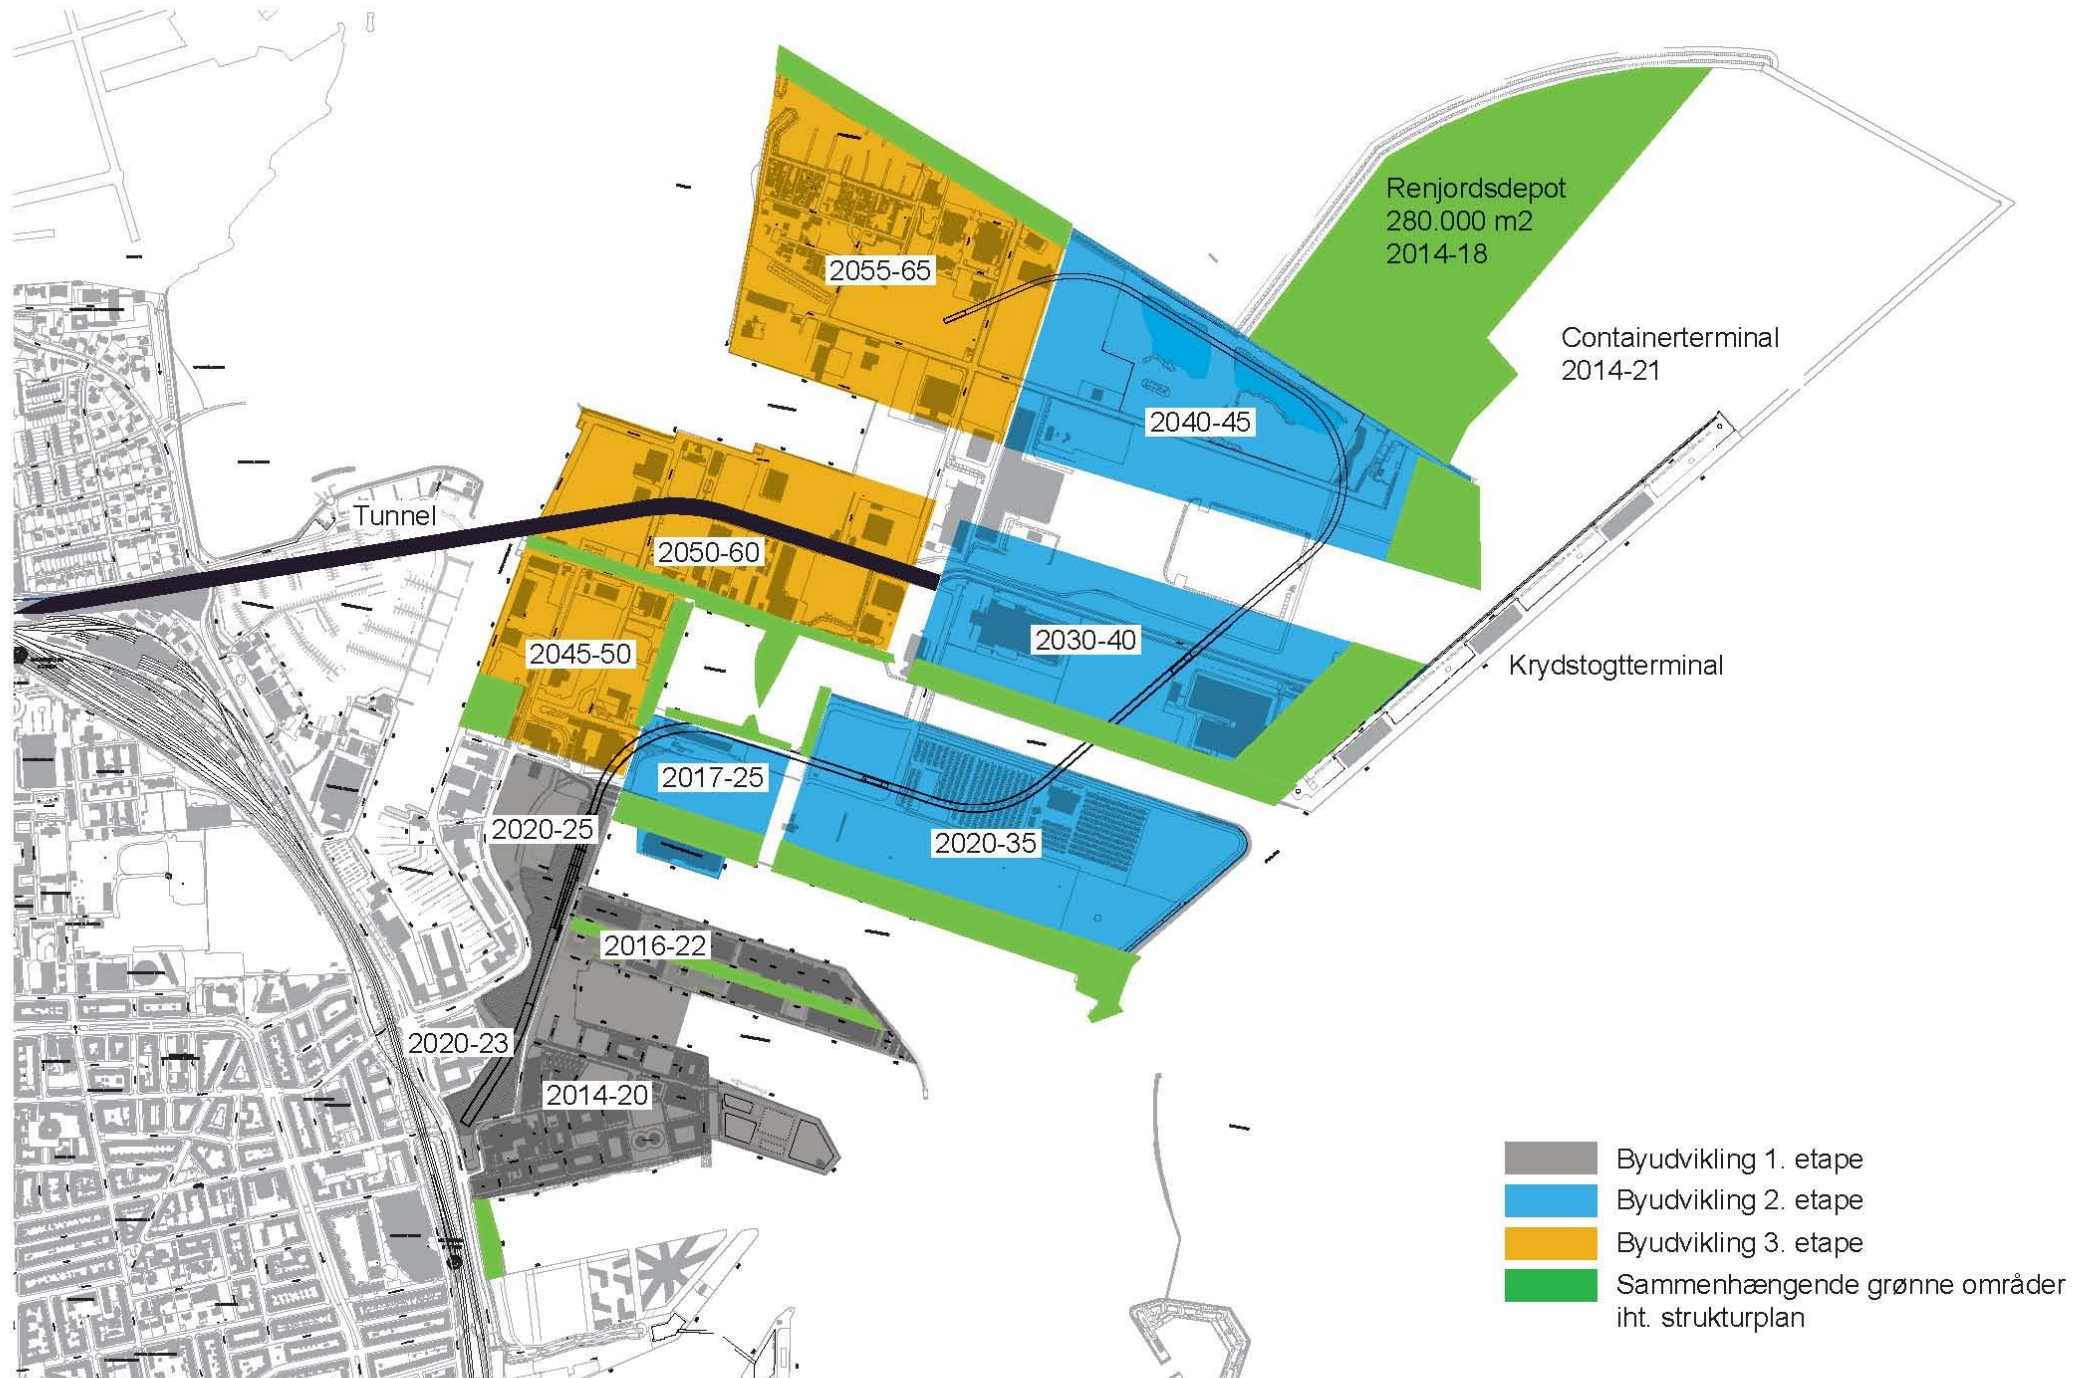 Renjordsdepot
280.000 m2
2014-18
2055-65
Containerterminal
2014-21
2040-45
Tunnel
2050-60
2030-40
2045-50
Krydstogtterminal
2017-25
2020-25
2020-35
2016-22
2020-23
2014-20
Byudvikling 1. etape
Byudvikling 2. etape
Byudvikling 3. etape
Sammenhængende grønne områder
iht. strukturplan